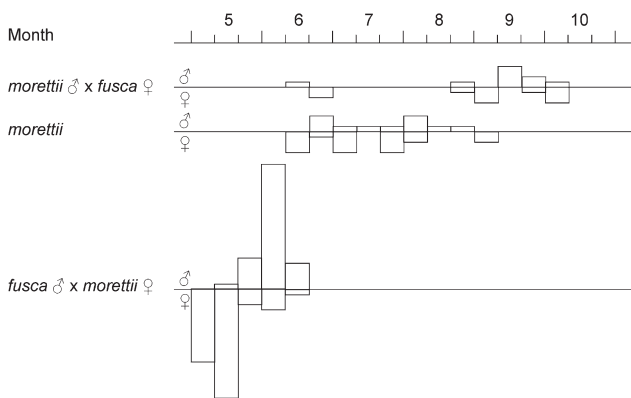 Month 5 6 7 8 9 10
morettii ♂ x fusca ♀ ♂
♀
morettii ♂
♀
fusca ♂ x morettii ♀ ♂
♀